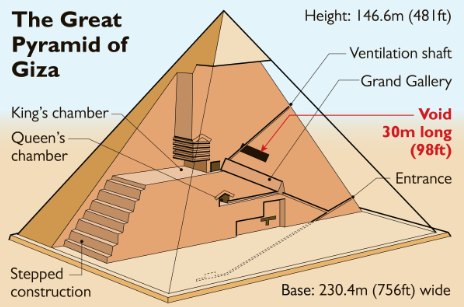 The Great
Pyramid of
Giza
Height: 146.6m (481ft)
Ventilation shaft
Grand Gallery
King's chamber
Void
30m long
(98ft)
Queen's
chamber
Entrance
Stepped
construction
Base: 230.4m (756ft) wide